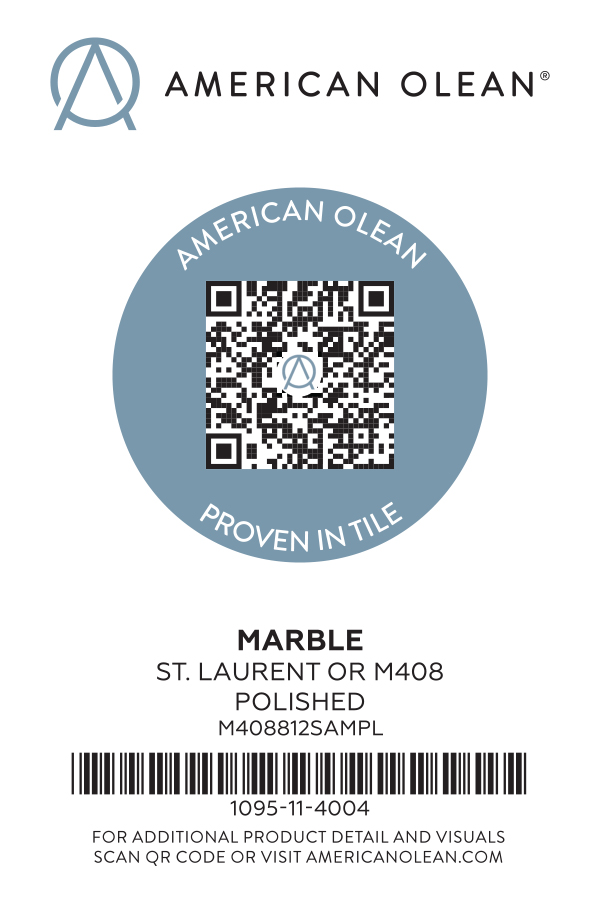 AMERICAN OLEAN®
AMERICAN OLEAN
PROVEN IN TILE
MARBLE
ST. LAURENT OR M408
POLISHED
M408812SAMPL
1095-11-4004
FOR ADDITIONAL PRODUCT DETAIL AND VISUALS
SCAN QR CODE OR VISIT AMERICANOLEAN.COM